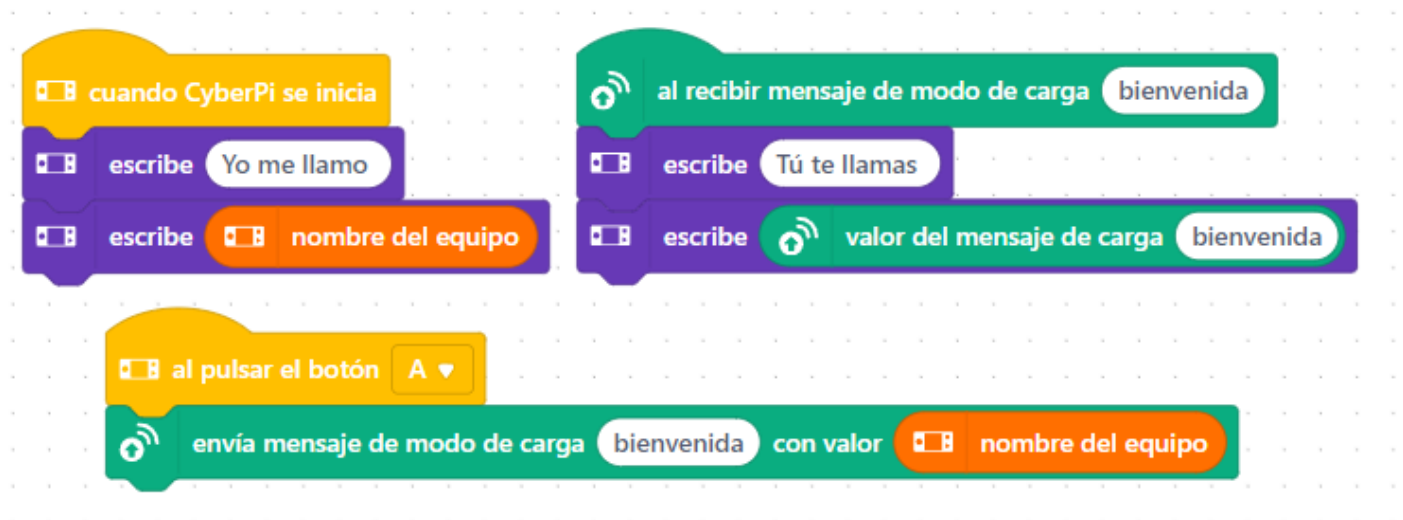 cuando CyberPi se inicia
escribe Yo me llamo
escribe nombre del equipo
al recibir mensaje de modo de carga bienvenida
escribe Tú te llamas
escribe valor del mensaje de carga bienvenida
al pulsar el botón A
envía mensaje de modo de carga bienvenida con valor nombre del equipo